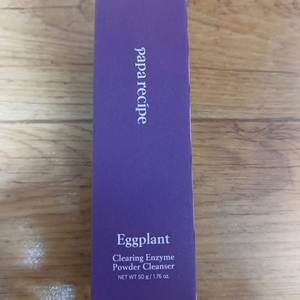 papa recipe
Eggplant
Clearing Enzyme
Powder Cleanser
NET WT 50 g / 1.76 oz.